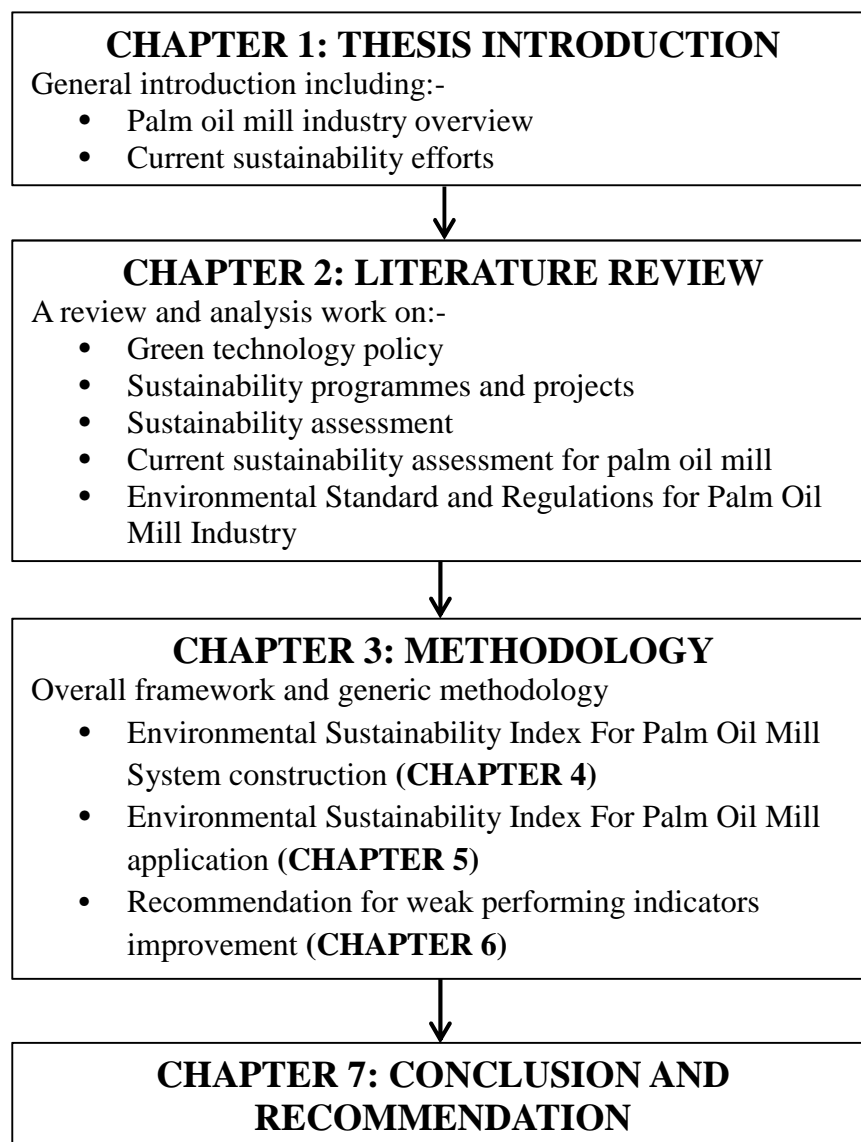 CHAPTER 1: THESIS INTRODUCTION
General introduction including:-
• Palm oil mill industry overview
• Current sustainability efforts
CHAPTER 2: LITERATURE REVIEW
A review and analysis work on:-
• Green technology policy
• Sustainability programmes and projects
• Sustainability assessment
• Current sustainability assessment for palm oil mill
• Environmental Standard and Regulations for Palm Oil
Mill Industry
CHAPTER 3: METHODOLOGY
Overall framework and generic methodology
• Environmental Sustainability Index For Palm Oil Mill
System construction (CHAPTER 4)
• Environmental Sustainability Index For Palm Oil Mill
application (CHAPTER 5)
• Recommendation for weak performing indicators
improvement (CHAPTER 6)
CHAPTER 7: CONCLUSION AND
RECOMMENDATION